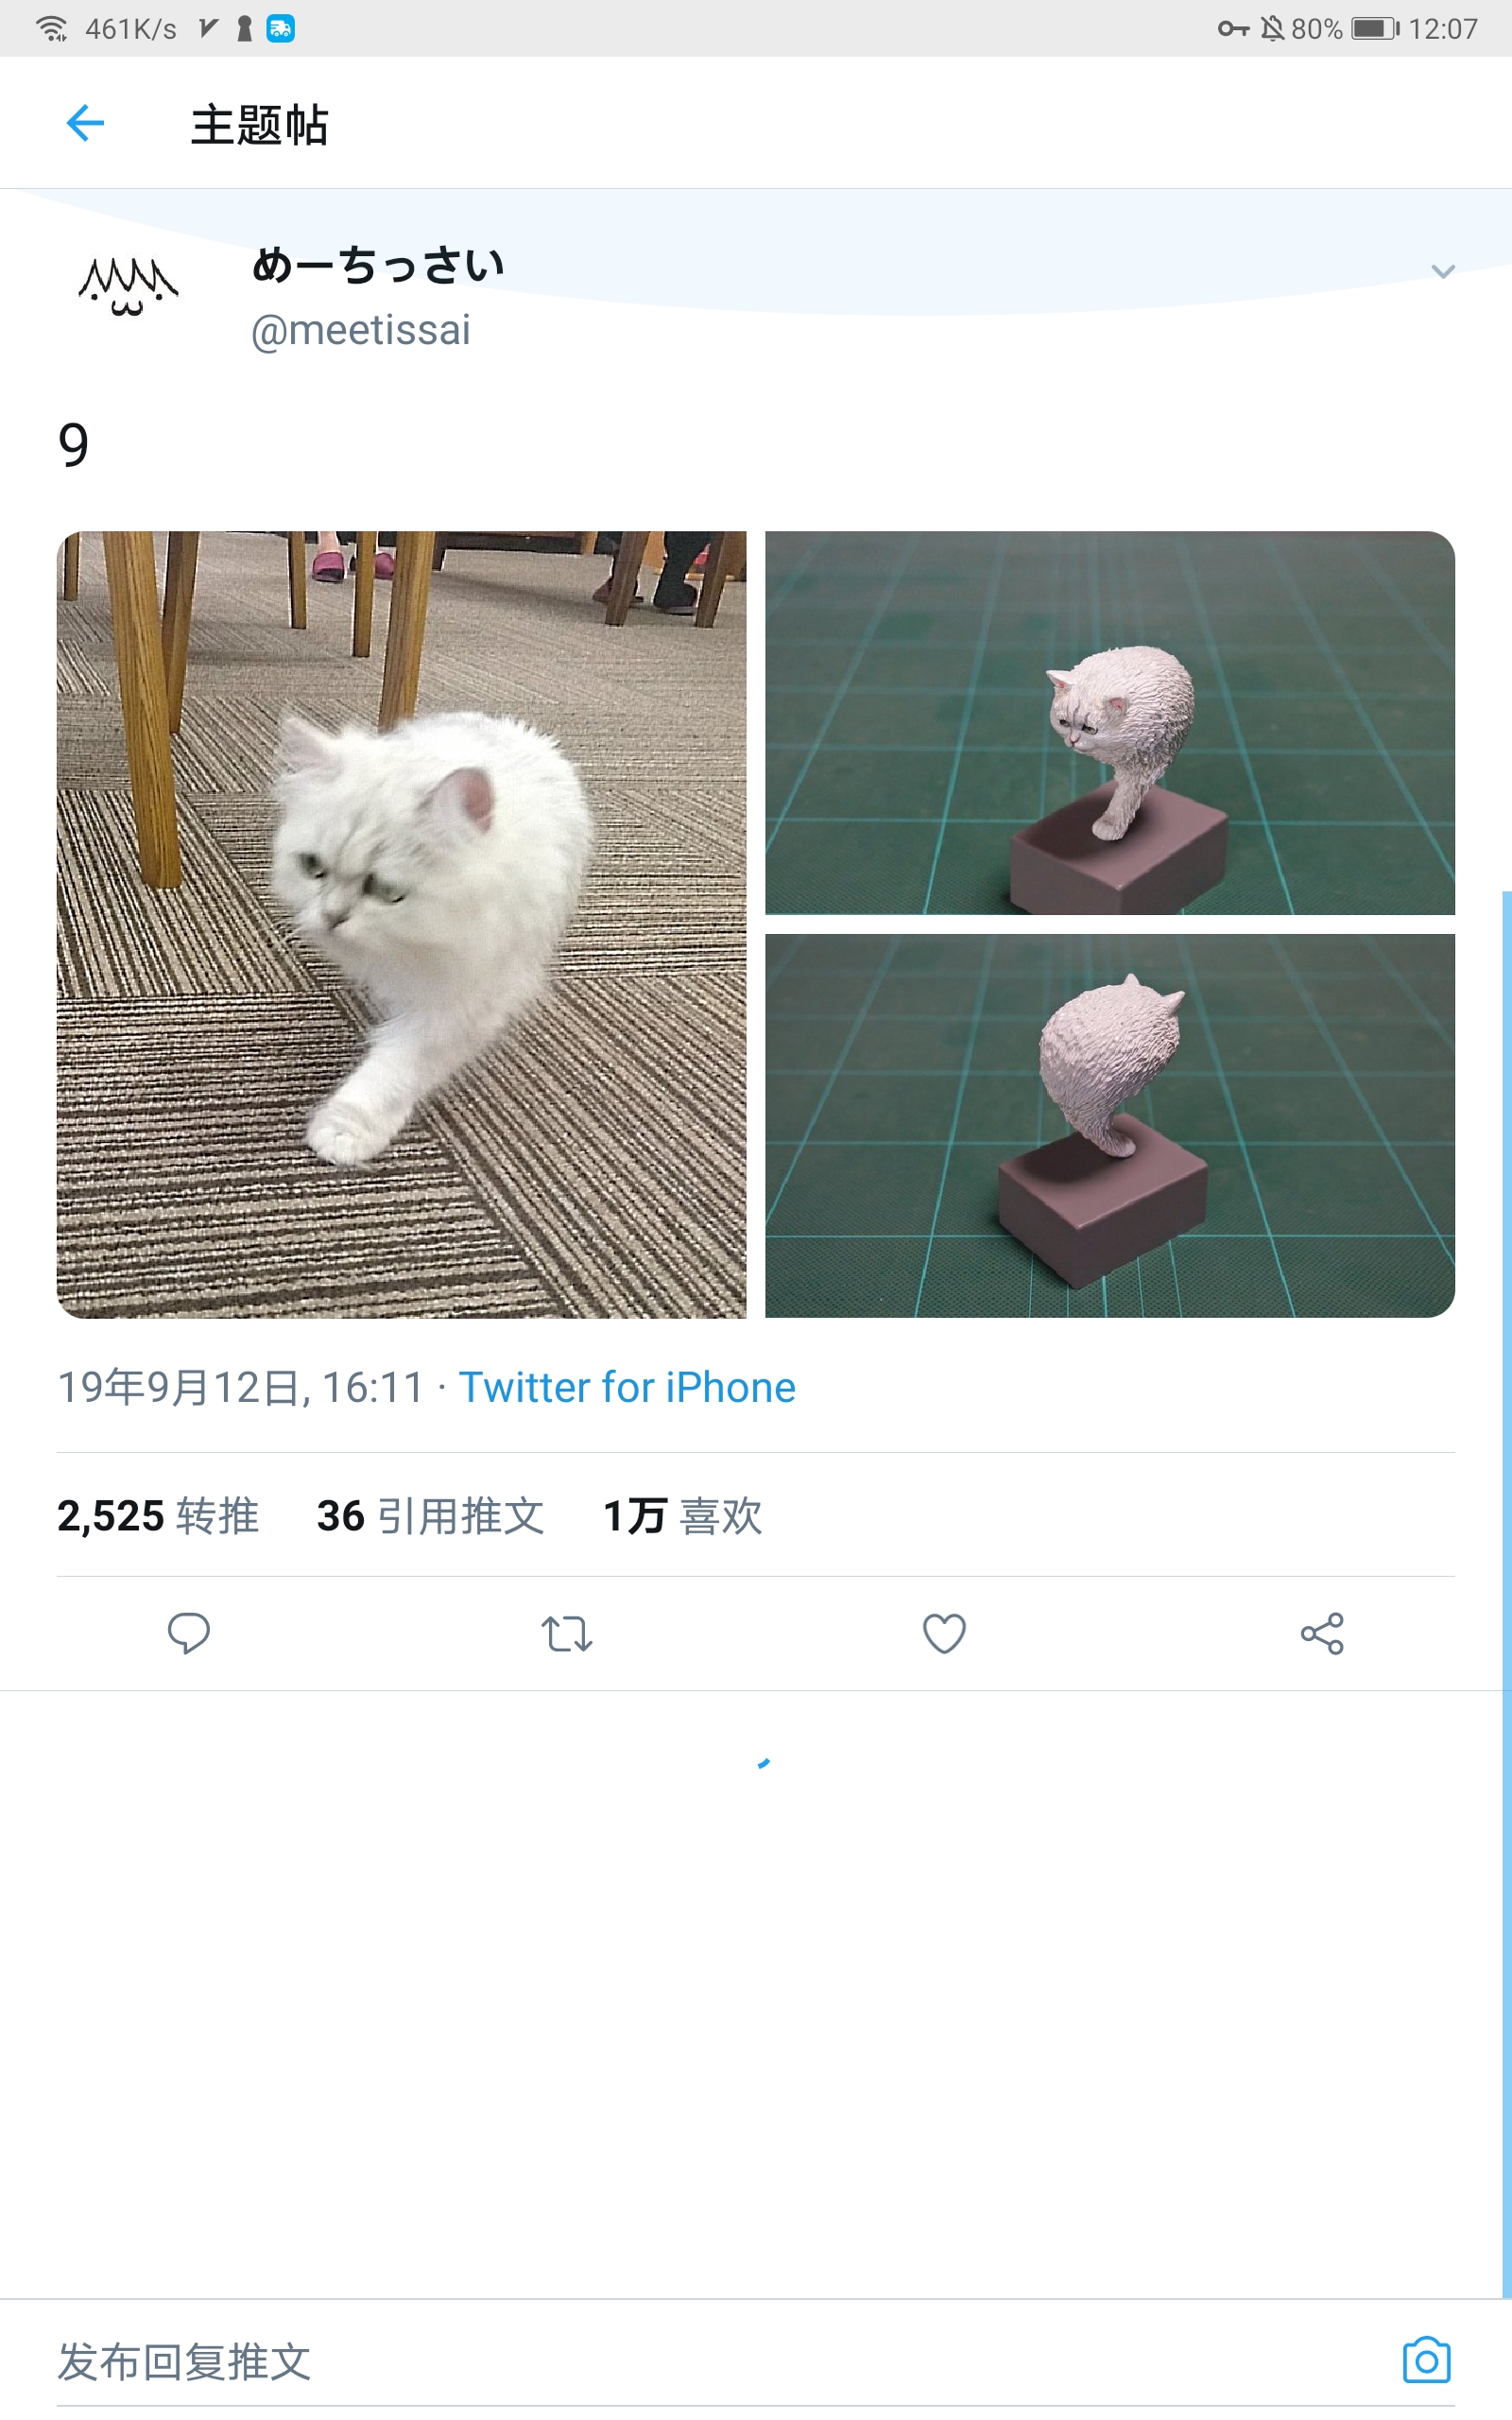 461K/s 80% 12:07
主题帖
めーちっさい
@meetissai
9
19年9月12日, 16:11 · Twitter for iPhone
2,525 转推 36 引用推文 1万 喜欢
发布回复推文